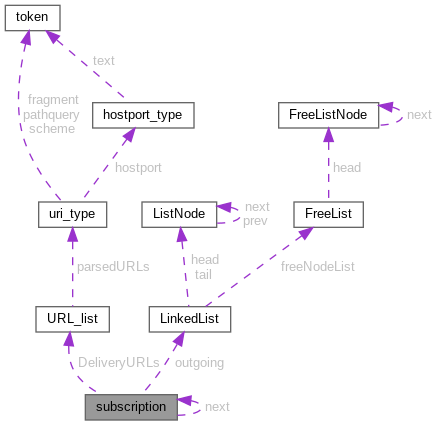 token
text
fragment
pathquery
scheme
hostport_type
FreeListNode
next
hostport
head
uri_type
ListNode
next
prev
FreeList
parsedURLs
head
tail
freeNodeList
URL_list
LinkedList
DeliveryURLs
outgoing
subscription
next